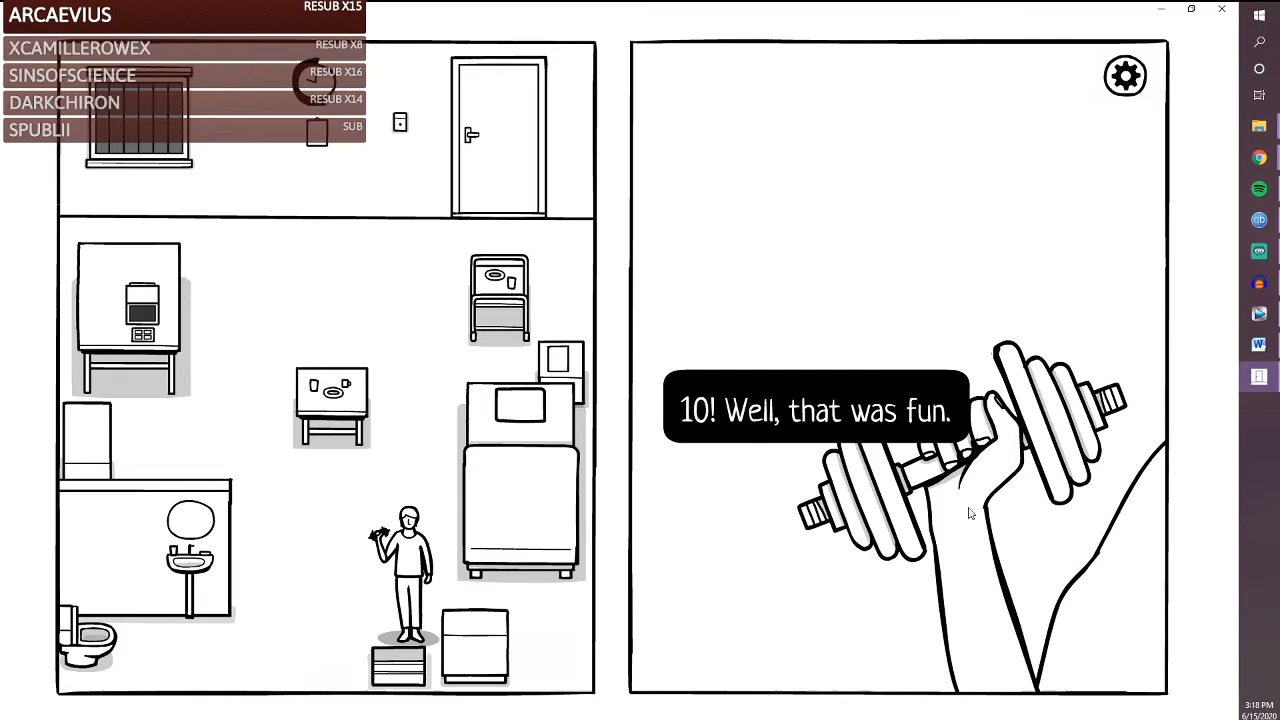 ARCAEVIUS RESUB X15
XCAMILLEROWEX RESUB X8
SINSOFSCIENCE RESUB X16
DARKCHIRON RESUB X14
SPUBLII SUB
10! Well, that was fun.
qb
W
3:18 PM
6/15/2020